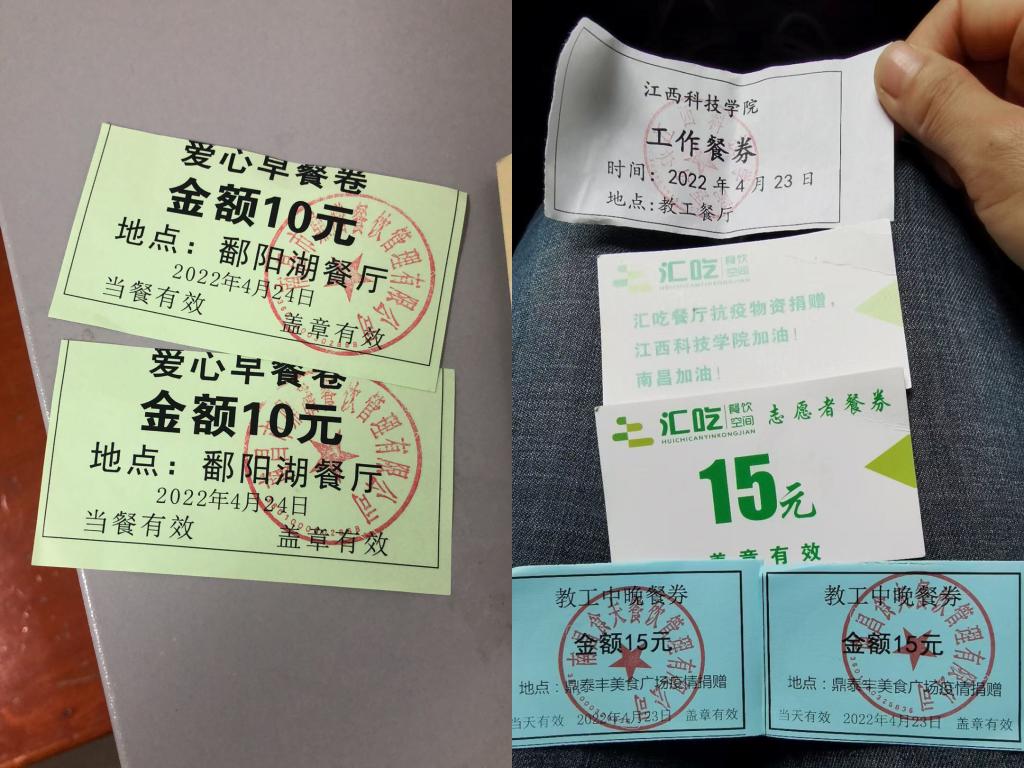 爱心早餐卷
金额10元
地点：鄱阳湖餐厅
2022年4月24日
当餐有效
盖章有效
爱心早餐卷
金额10元
地点：鄱阳湖餐厅
2022年4月24日
当餐有效
盖章有效
江西科技学院
工作餐券
时间：2022年4月23日
地点：教工餐厅
汇吃 餐饮空间
HUICHICANYINKONGJIAN
汇吃餐厅抗疫物资捐赠，
江西科技学院加油！
南昌加油！
汇吃 餐饮空间 志愿者餐券
HUICHICANYINKONGJIAN
15元
盖章有效
教工中晚餐券
金额15元
地点：鼎泰丰美食广场疫情捐赠
当天有效 2022年4月23日 盖章有效
教工中晚餐券
金额15元
地点：鼎泰丰美食广场疫情捐赠
当天有效 2022年4月23日 盖章有效